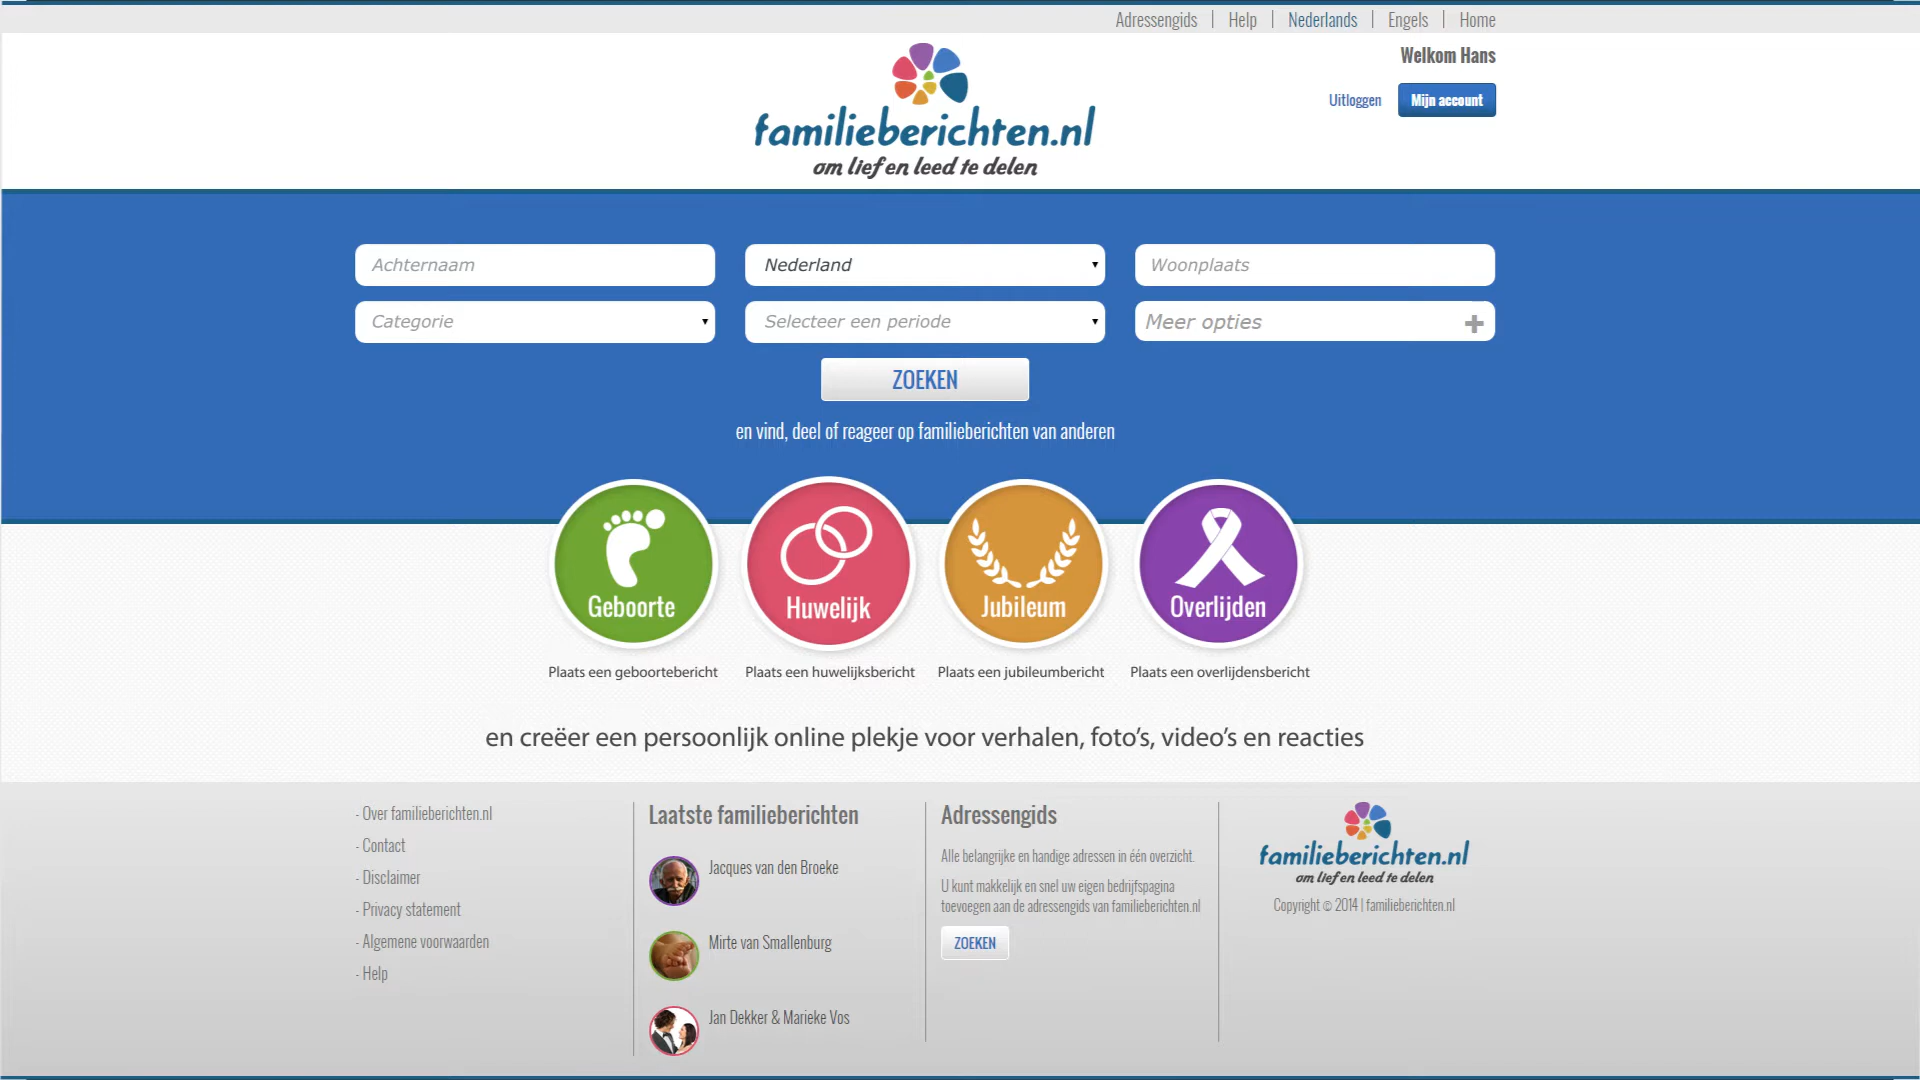 Adressengids | Help | Nederlands | Engels | Home
Welkom Hans
Uitloggen Mijn account
familieberichten.nl
om lief en leed te delen
Achternaam Nederland Woonplaats
Categorie Selecteer een periode Meer opties
ZOEKEN
en vind, deel of reageer op familieberichten van anderen
Geboorte Huwelijk Jubileum Overlijden
Plaats een geboortebericht Plaats een huwelijksbericht Plaats een jubileumbericht Plaats een overlijdensbericht
en creëer een persoonlijk online plekje voor verhalen, foto's, video's en reacties
- Over familieberichten.nl
- Contact
- Disclaimer
- Privacy statement
- Algemene voorwaarden
- Help
Laatste familieberichten
Jacques van den Broeke
Mirte van Smallenburg
Jan Dekker & Marieke Vos
Adressengids
Alle belangrijke en handige adressen in één overzicht.
U kunt makkelijk en snel uw eigen bedrijfspagina
toevoegen aan de adressengids van familieberichten.nl
ZOEKEN
familieberichten.nl
om lief en leed te delen
Copyright © 2014 | familieberichten.nl